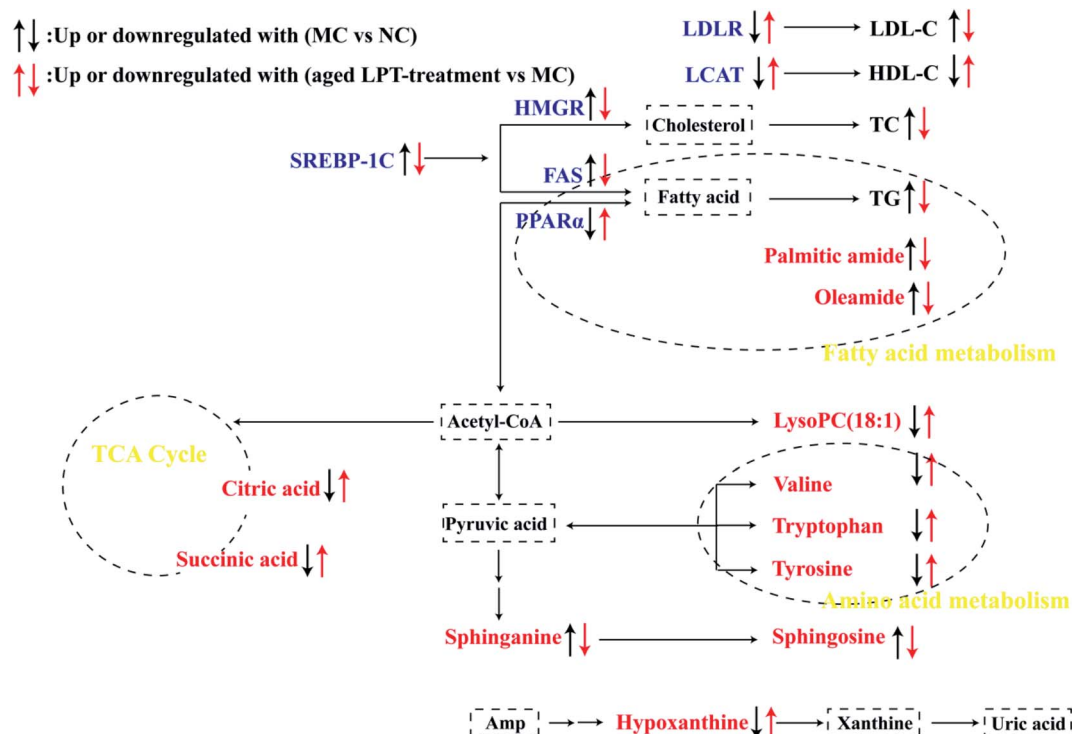 :Up or downregulated with (MC vs NC)
:Up or downregulated with (aged LPT-treatment vs MC)
LDLR
LDL-C
LCAT
HDL-C
HMGR
Cholesterol
TC
SREBP-1C
FAS
Fatty acid
TG
PPARα
Palmitic amide
Oleamide
Fatty acid metabolism
Acetyl-CoA
LysoPC(18:1)
TCA Cycle
Citric acid
Valine
Pyruvic acid
Tryptophan
Succinic acid
Tyrosine
Amino acid metabolism
Sphinganine
Sphingosine
Amp
Hypoxanthine
Xanthine
Uric acid